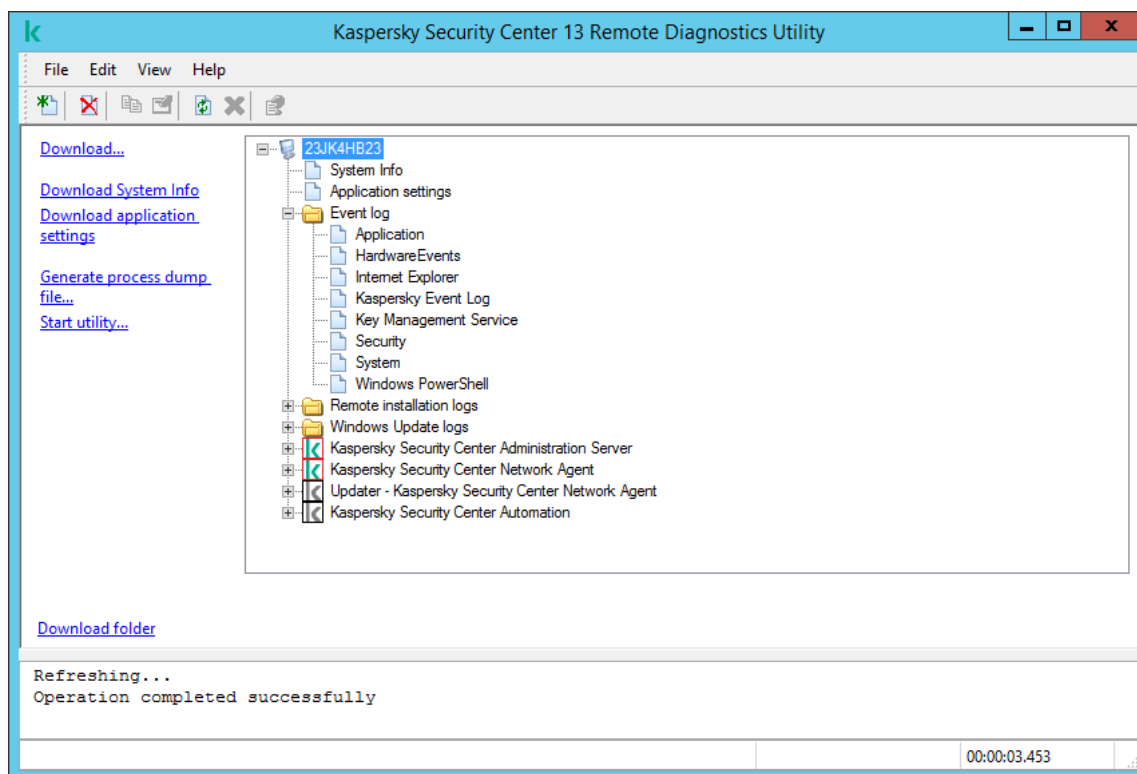 Kaspersky Security Center 13 Remote Diagnostics Utility
File Edit View Help
Download...
Download System Info
Download application
settings
Generate process dump
file...
Start utility...
Download folder
23JK4HB23
System Info
Application settings
Event log
Application
HardwareEvents
Internet Explorer
Kaspersky Event Log
Key Management Service
Security
System
Windows PowerShell
Remote installation logs
Windows Update logs
Kaspersky Security Center Administration Server
Kaspersky Security Center Network Agent
Updater - Kaspersky Security Center Network Agent
Kaspersky Security Center Automation
Refreshing...
Operation completed successfully
00:00:03.453